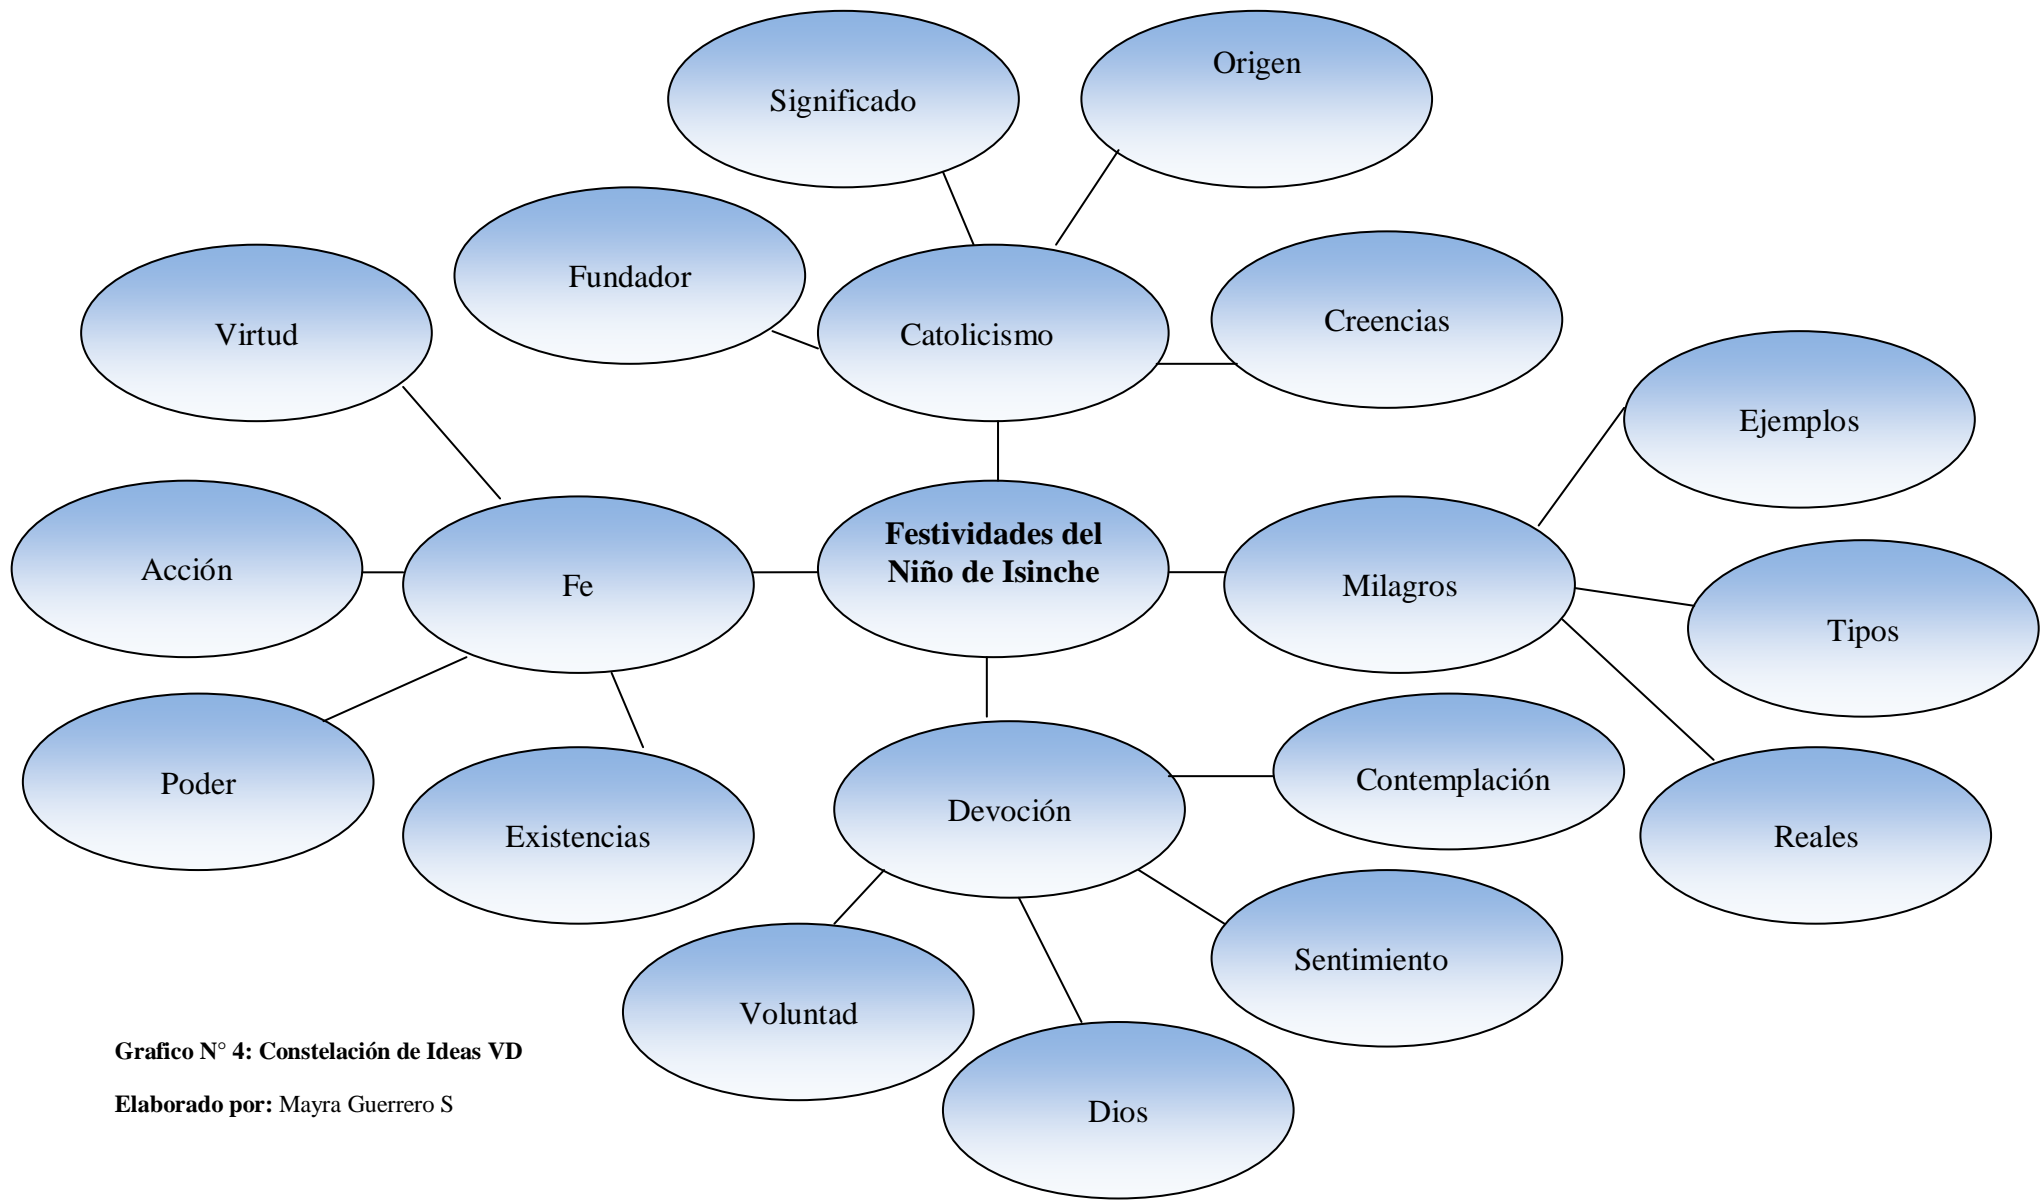 Origen
Significado
Fundador
Creencias
Virtud
Catolicismo
Ejemplos
Festividades del
Niño de Isinche
Acción
Fe
Milagros
Tipos
Poder
Contemplación
Devoción
Existencias
Reales
Sentimiento
Voluntad
Grafico N° 4: Constelación de Ideas VD
Elaborado por: Mayra Guerrero S
Dios